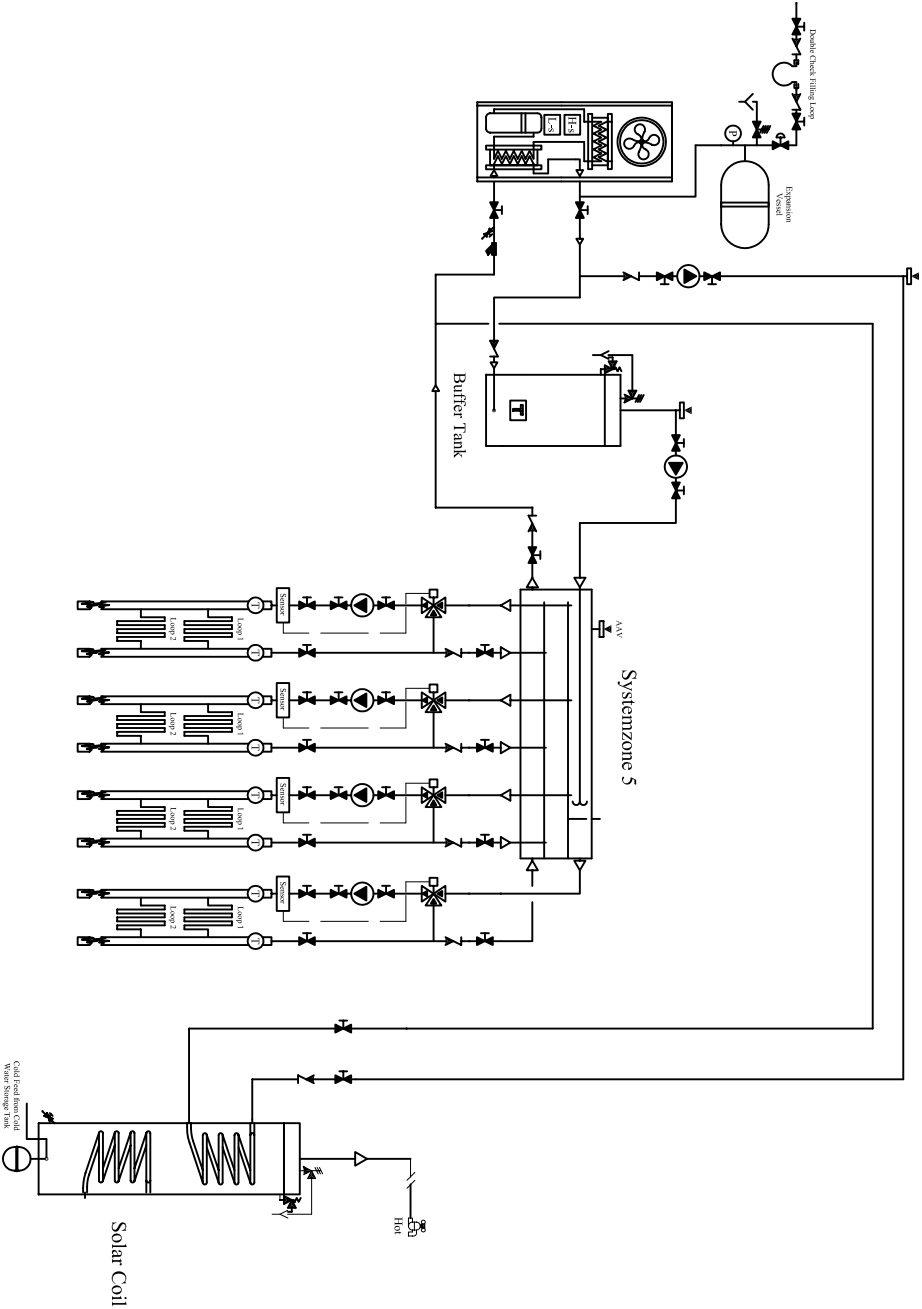 Double Check Filling Loop
P
Expansion
Vessel
H-s
L-s
T
Buffer Tank
AAV
Systemzone 5
Sensor
T
T
Loop 1
Loop 2
Sensor
T
T
Loop 1
Loop 2
Sensor
T
T
Loop 1
Loop 2
Sensor
T
T
Loop 1
Loop 2
Cold Feed from Cold
Water Storage Tank
Hot
Solar Coil